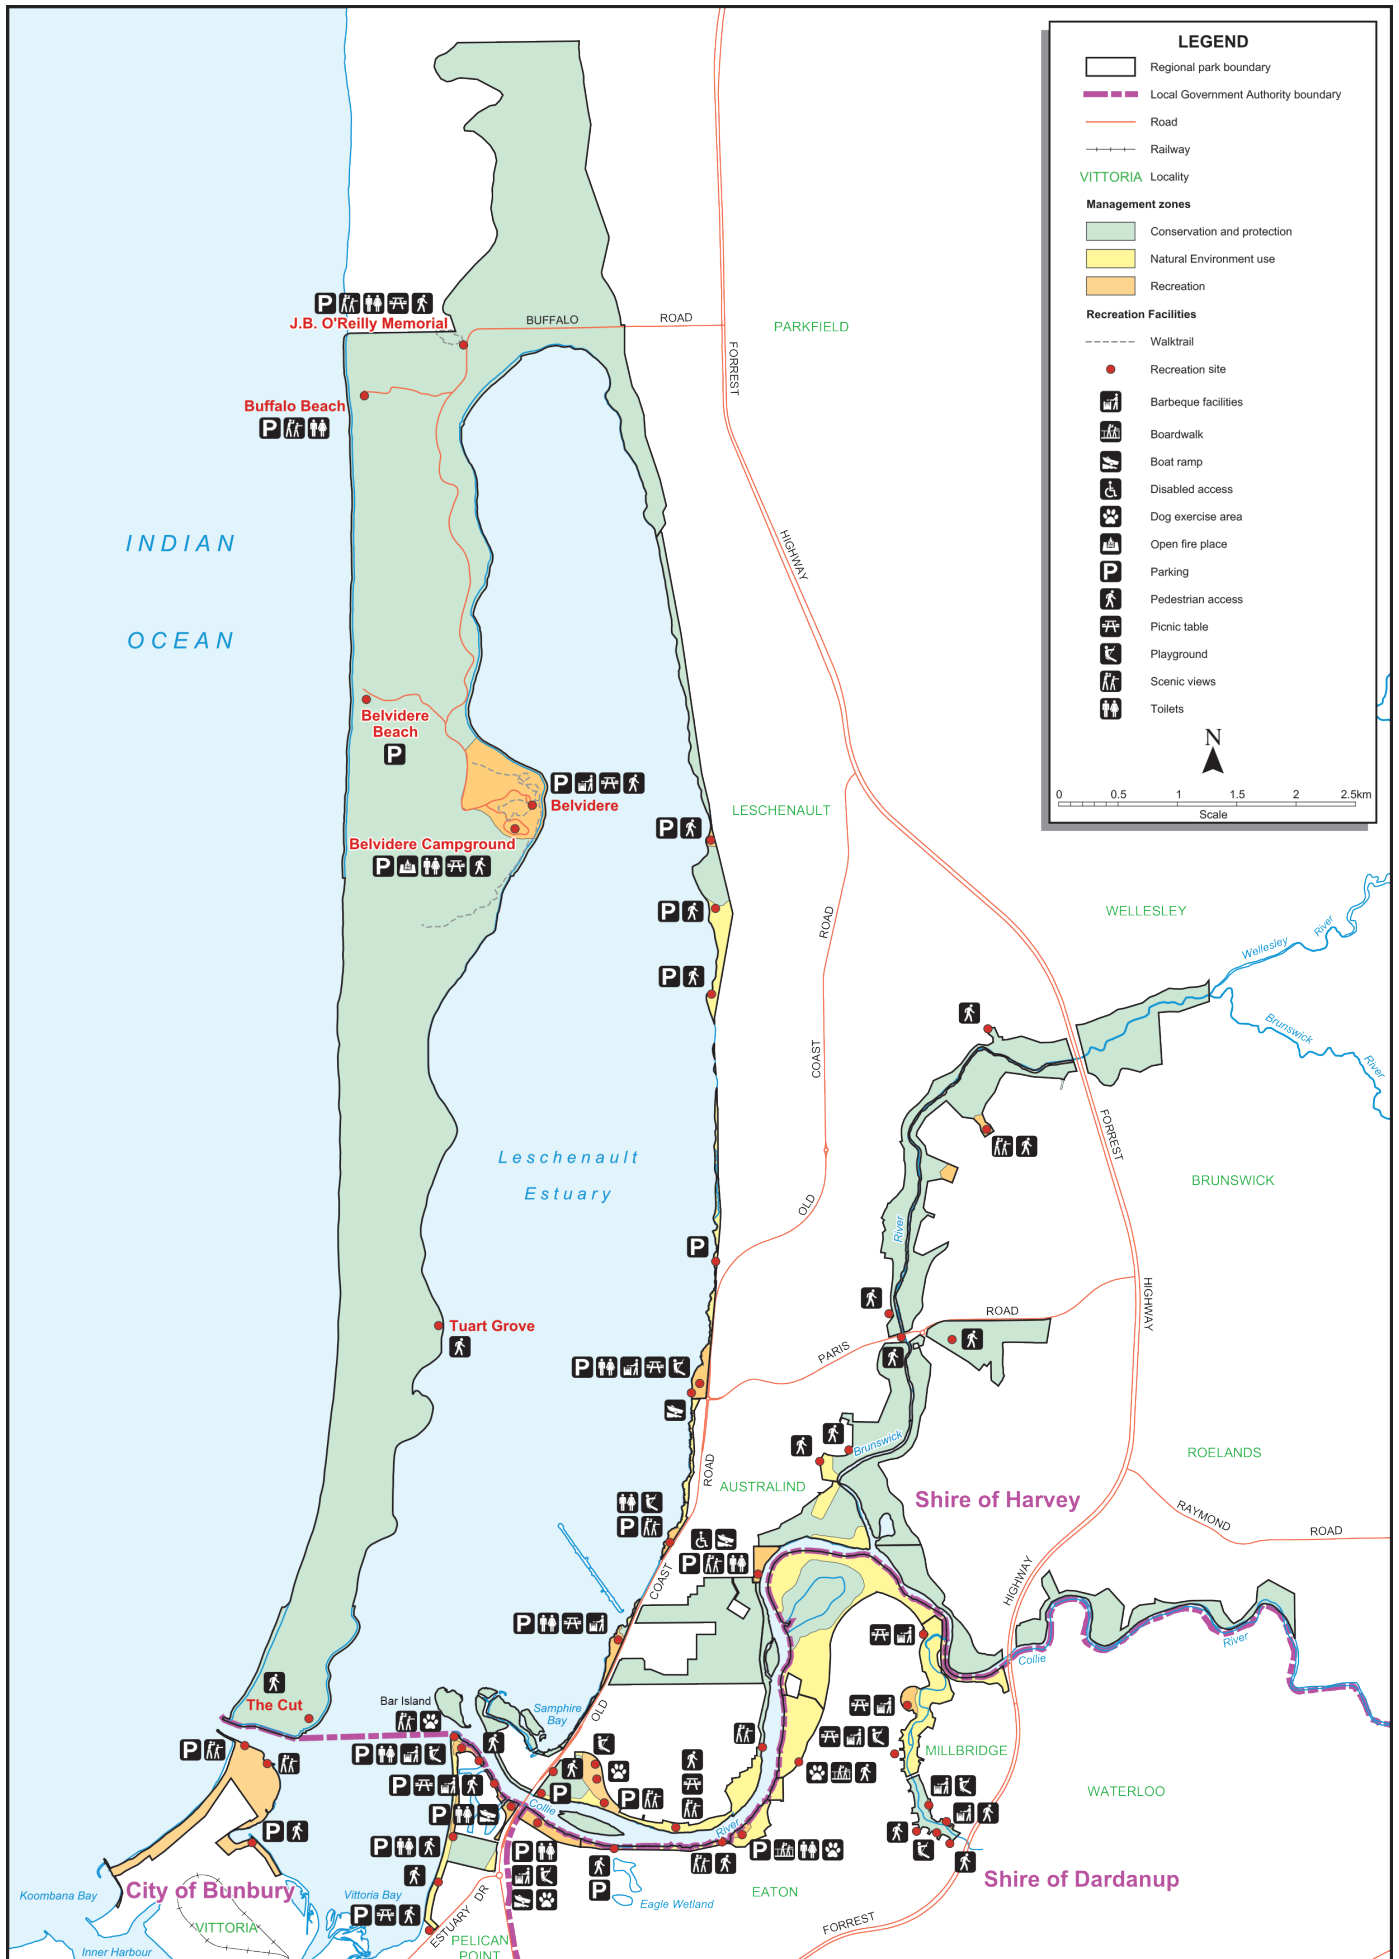 LEGEND
Regional park boundary
Local Government Authority boundary
Road
Railway
VITTORIA Locality
Management zones
Conservation and protection
Natural Environment use
Recreation
Recreation Facilities
Walktrail
Recreation site
Barbeque facilities
Boardwalk
Boat ramp
Disabled access
Dog exercise area
Open fire place
P Parking
Pedestrian access
Picnic table
Playground
Scenic views
Toilets
N
0 0.5 1 1.5 2 2.5km
Scale
P
J.B. O'Reilly Memorial
BUFFALO ROAD
PARKFIELD
FORREST
Buffalo Beach
P
INDIAN
OCEAN
HIGHWAY
Belvidere
Beach
P
P
Belvidere
Belvidere Campground
P
P
LESCHENAULT
P
ROAD
WELLESLEY
Wellesley River
P
Brunswick River
COAST
FORREST
Leschenault
Estuary
BRUNSWICK
OLD
River
P
HIGHWAY
Tuart Grove
ROAD
PARIS
P
Brunswick
ROAD
AUSTRALIND
ROELANDS
Shire of Harvey
RAYMOND ROAD
P
P
COAST
HIGHWAY
P
Collie River
The Cut
Bar Island
Samphire
Bay
OLD
P
P
MILLBRIDGE
P
P
P
WATERLOO
P
Collie
River
P
P
P
P
P
Shire of Dardanup
City of Bunbury
Koombana Bay
Vittoria Bay
Eagle Wetland
EATON
P
ESTUARY DR
VITTORIA
FORREST
PELICAN
POINT
Inner Harbour